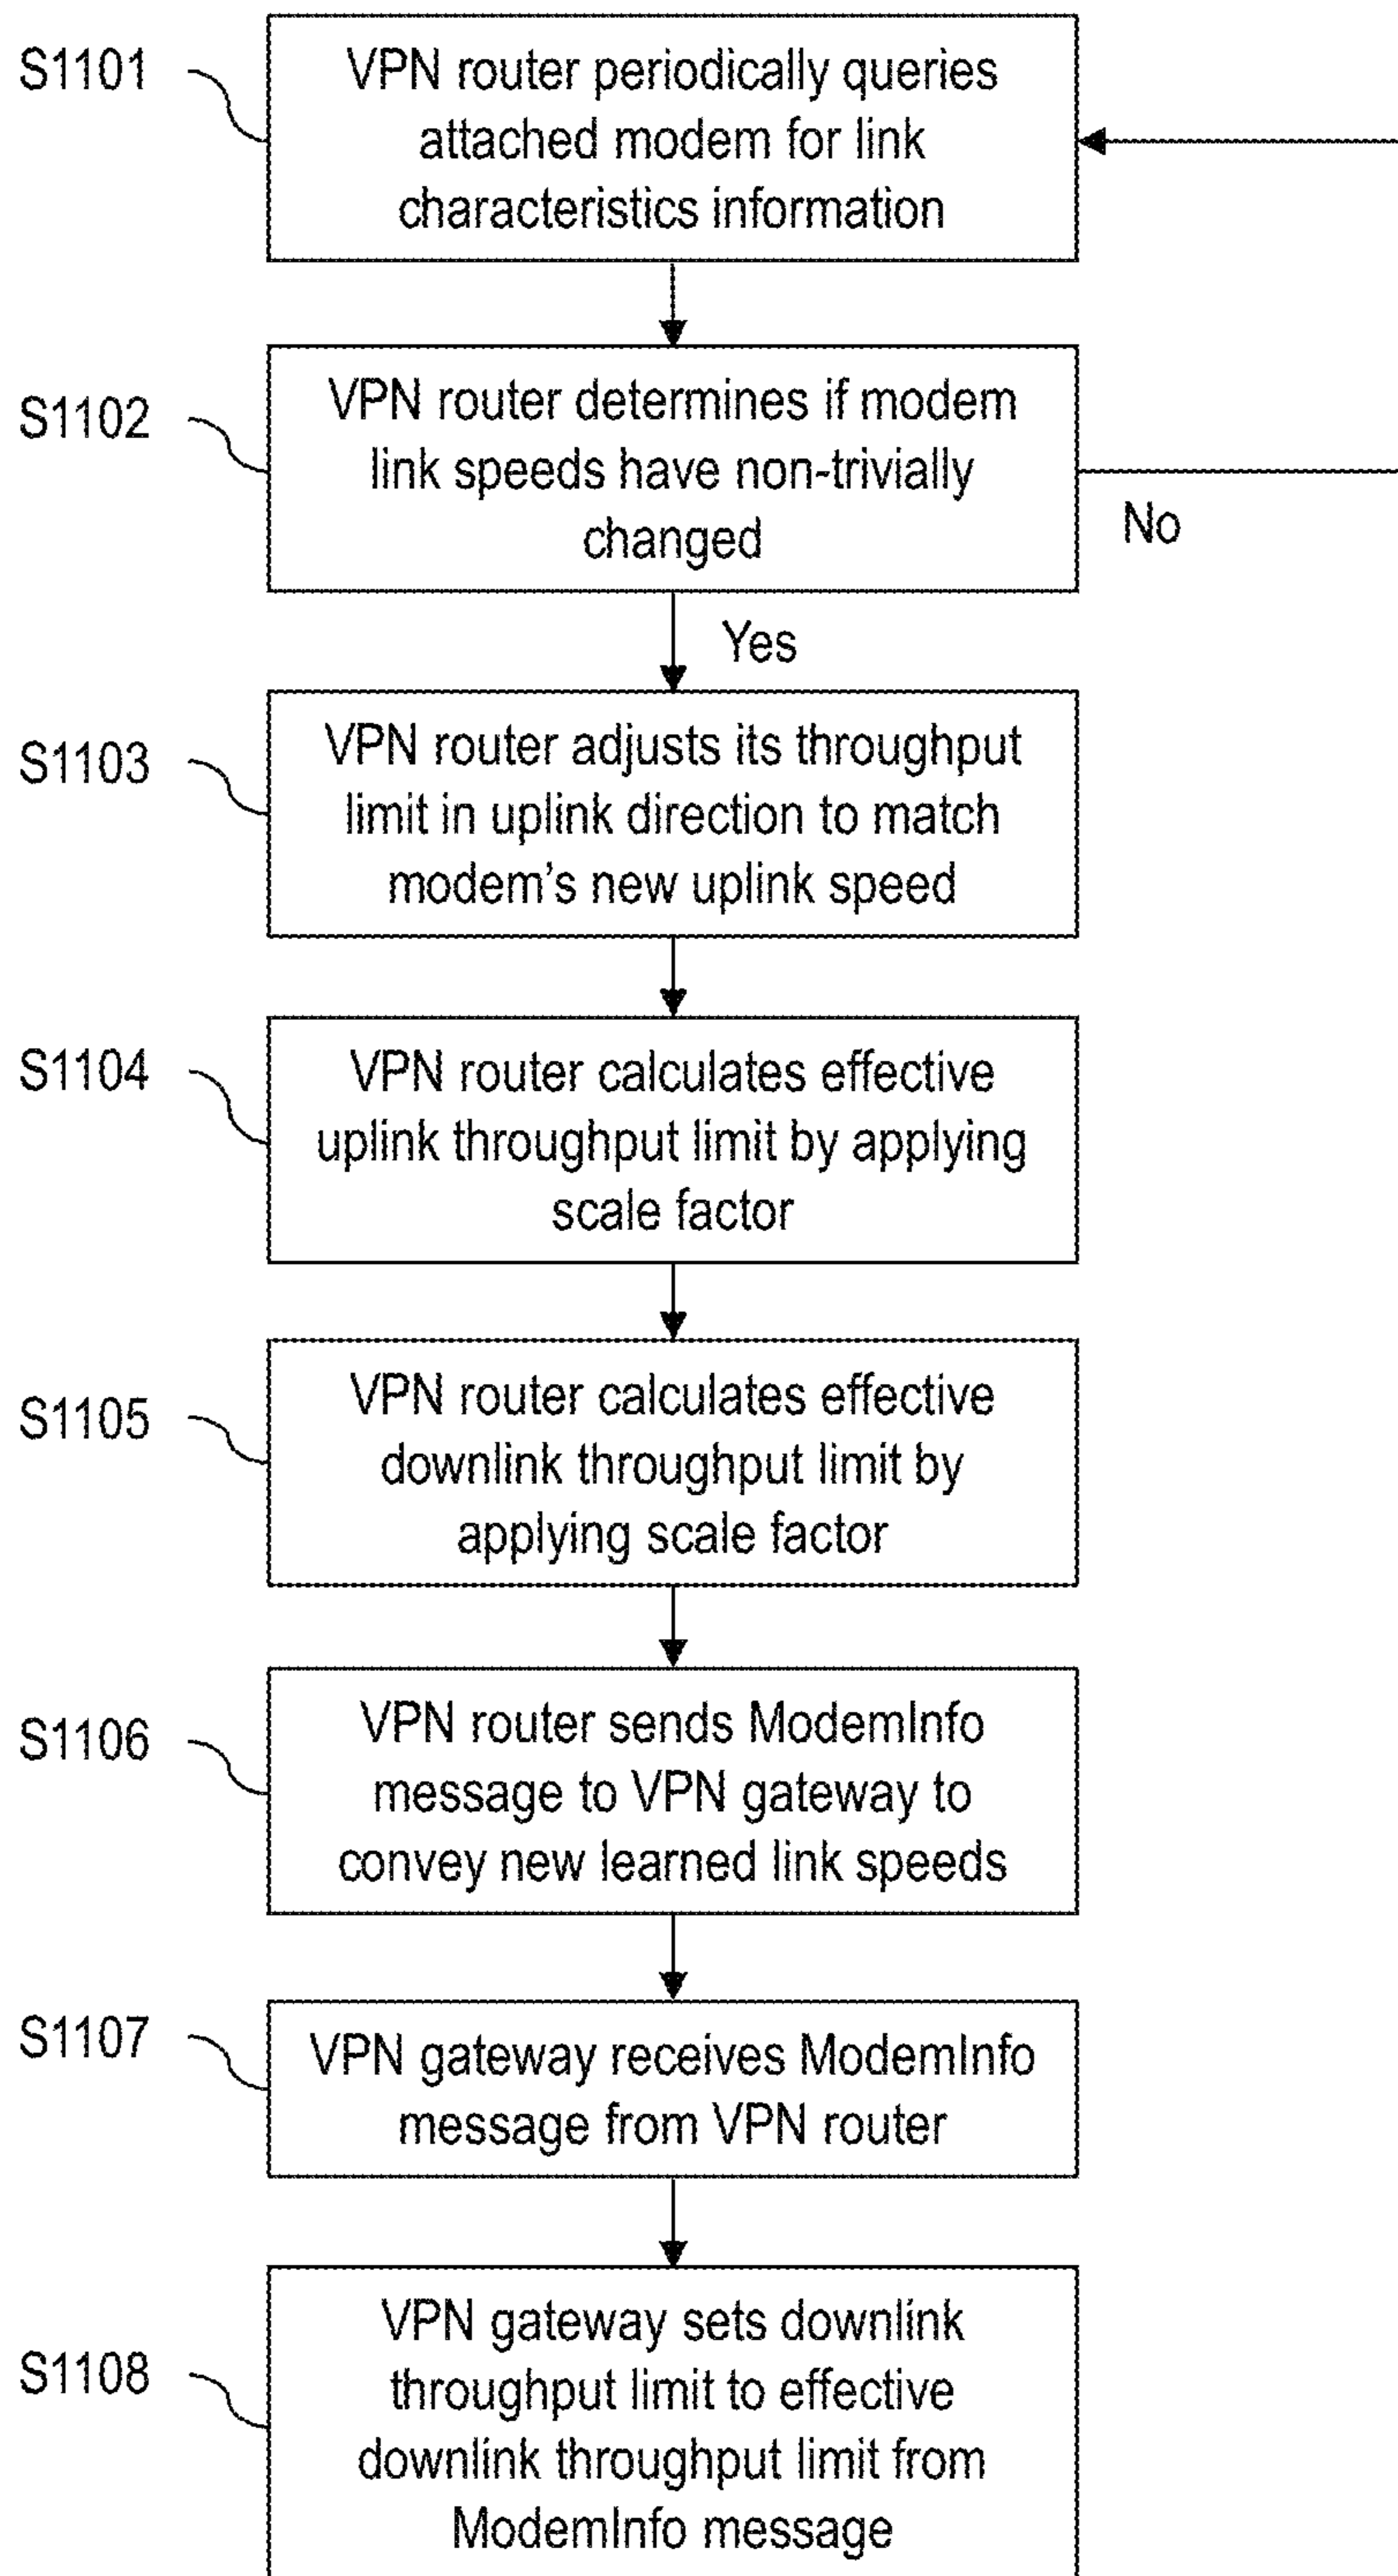 S1101
VPN router periodically queries
attached modem for link
characteristics information
S1102
VPN router determines if modem
link speeds have non-trivially
changed
No
Yes
S1103
VPN router adjusts its throughput
limit in uplink direction to match
modem's new uplink speed
S1104
VPN router calculates effective
uplink throughput limit by applying
scale factor
S1105
VPN router calculates effective
downlink throughput limit by
applying scale factor
S1106
VPN router sends ModemInfo
message to VPN gateway to
convey new learned link speeds
S1107
VPN gateway receives ModemInfo
message from VPN router
S1108
VPN gateway sets downlink
throughput limit to effective
downlink throughput limit from
ModemInfo message